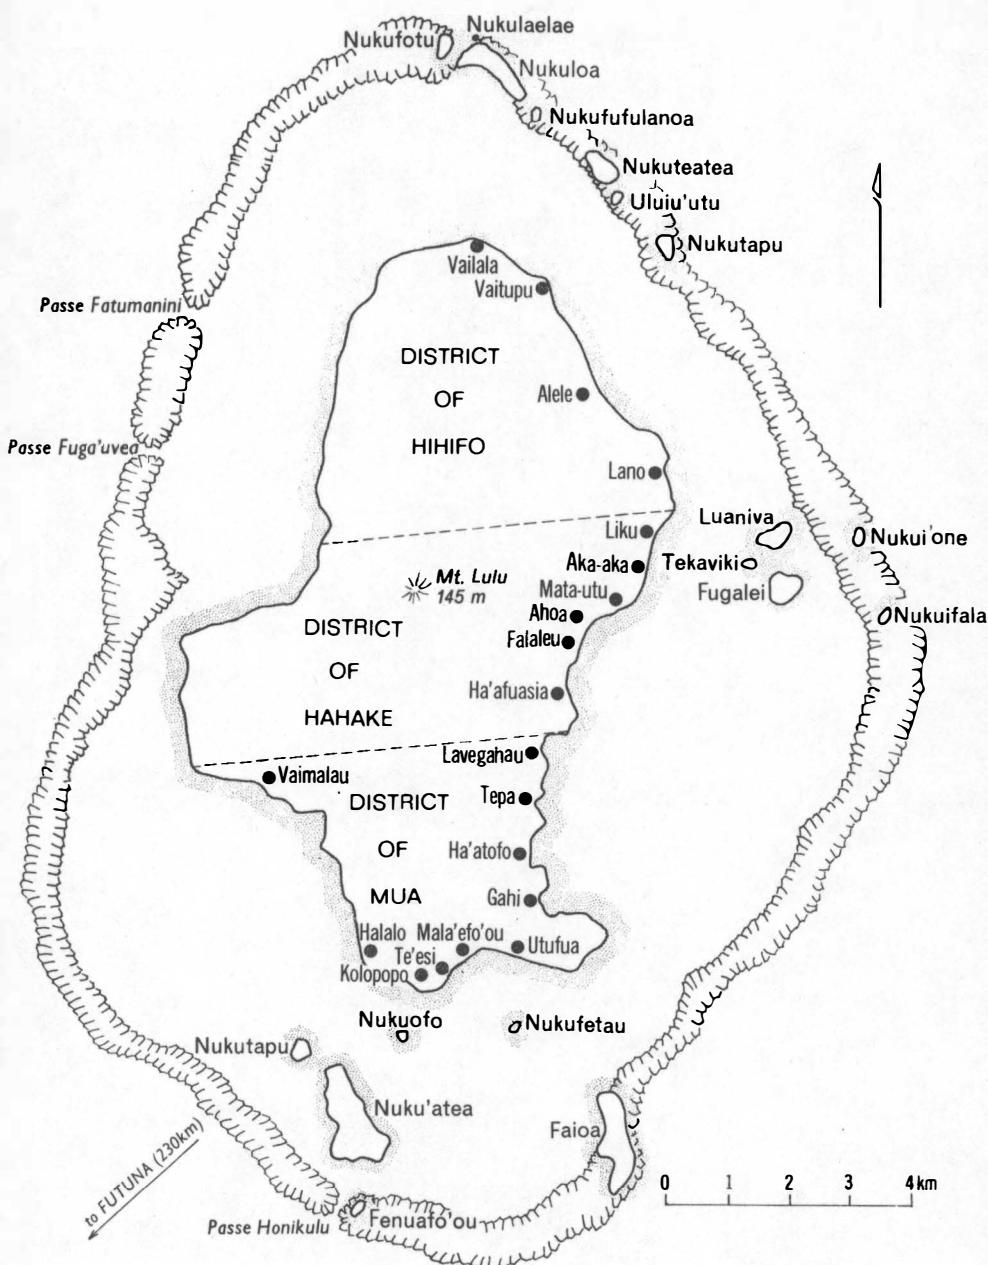 Nukulaelae
Nukufotu
Nukuloa
Nukufufulanoa
Nukuteatea
Uluiu'utu
Nukutapu
Vailala
Vaitupu
Passe Fatumanini
DISTRICT
OF
HIHIFO
Alele
Passe Fuga'uvea
Lano
Luaniva
Liku
Nukui'one
Aka-aka
Tekaviki
Mt. Lulu
145 m
Mata-utu
Fugalei
Ahoa
Nukuifala
DISTRICT
OF
HAHAKE
Falaleu
Ha'afuasia
Lavegahau
Vaimalau
Tepa
DISTRICT
OF
MUA
Ha'atofo
Gahi
Halalo
Mala'efo'ou
Utufua
Te'esi
Kolopopo
Nukuofo
Nukufetau
Nukutapu
Nuku'atea
Faioa
to FUTUNA (230km)
0 1 2 3 4 km
Passe Honikulu
Fenuafo'ou